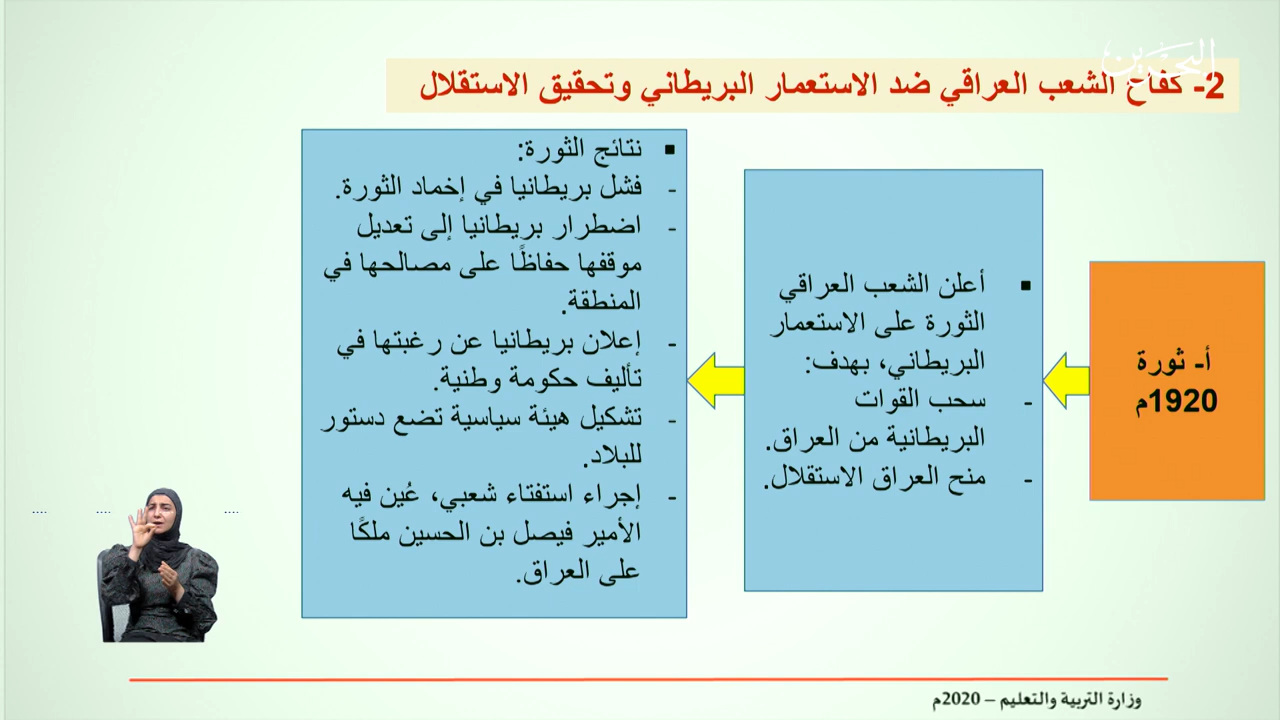 البحرين
2- كفاح الشعب العراقي ضد الاستعمار البريطاني وتحقيق الاستقلال
أ- ثورة
1920م
▪ أعلن الشعب العراقي
الثورة على الاستعمار
البريطاني، بهدف:
- سحب القوات
البريطانية من العراق.
- منح العراق الاستقلال.
▪ نتائج الثورة:
- فشل بريطانيا في إخماد الثورة.
- اضطرار بريطانيا إلى تعديل
موقفها حفاظًا على مصالحها في
المنطقة.
- إعلان بريطانيا عن رغبتها في
تأليف حكومة وطنية.
- تشكيل هيئة سياسية تضع دستور
للبلاد.
- إجراء استفتاء شعبي، عُين فيه
الأمير فيصل بن الحسين ملكًا
على العراق.
وزارة التربية والتعليم – 2020م